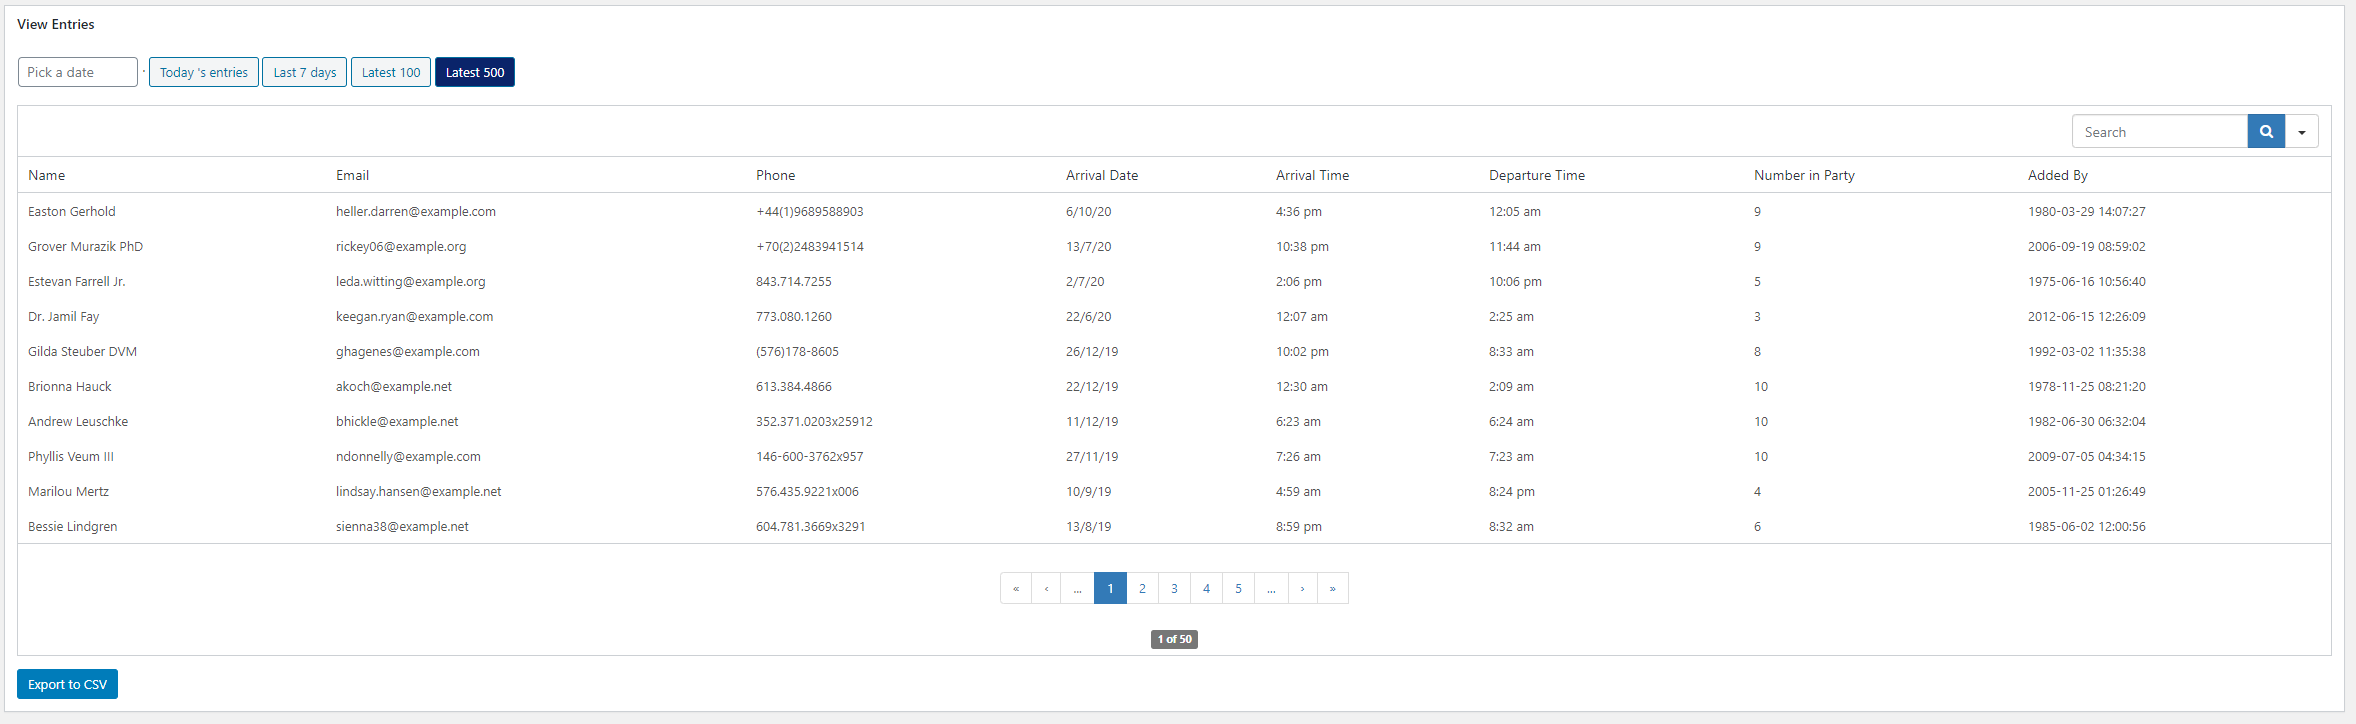 View Entries
Pick a date · Today 's entries Last 7 days Latest 100 Latest 500
Search
Name Email Phone Arrival Date Arrival Time Departure Time Number in Party Added By
Easton Gerhold heller.darren@example.com +44(1)9689588903 6/10/20 4:36 pm 12:05 am 9 1980-03-29 14:07:27
Grover Murazik PhD rickey06@example.org +70(2)2483941514 13/7/20 10:38 pm 11:44 am 9 2006-09-19 08:59:02
Estevan Farrell Jr. leda.witting@example.org 843.714.7255 2/7/20 2:06 pm 10:06 pm 5 1975-06-16 10:56:40
Dr. Jamil Fay keegan.ryan@example.com 773.080.1260 22/6/20 12:07 am 2:25 am 3 2012-06-15 12:26:09
Gilda Steuber DVM ghagenes@example.com (576)178-8605 26/12/19 10:02 pm 8:33 am 8 1992-03-02 11:35:38
Brionna Hauck akoch@example.net 613.384.4866 22/12/19 12:30 am 2:09 am 10 1978-11-25 08:21:20
Andrew Leuschke bhickle@example.net 352.371.0203x25912 11/12/19 6:23 am 6:24 am 10 1982-06-30 06:32:04
Phyllis Veum III ndonnelly@example.com 146-600-3762x957 27/11/19 7:26 am 7:23 am 10 2009-07-05 04:34:15
Marilou Mertz lindsay.hansen@example.net 576.435.9221x006 10/9/19 4:59 am 8:24 pm 4 2005-11-25 01:26:49
Bessie Lindgren sienna38@example.net 604.781.3669x3291 13/8/19 8:59 pm 8:32 am 6 1985-06-02 12:00:56
« ‹ ... 1 2 3 4 5 ... › »
1 of 50
Export to CSV